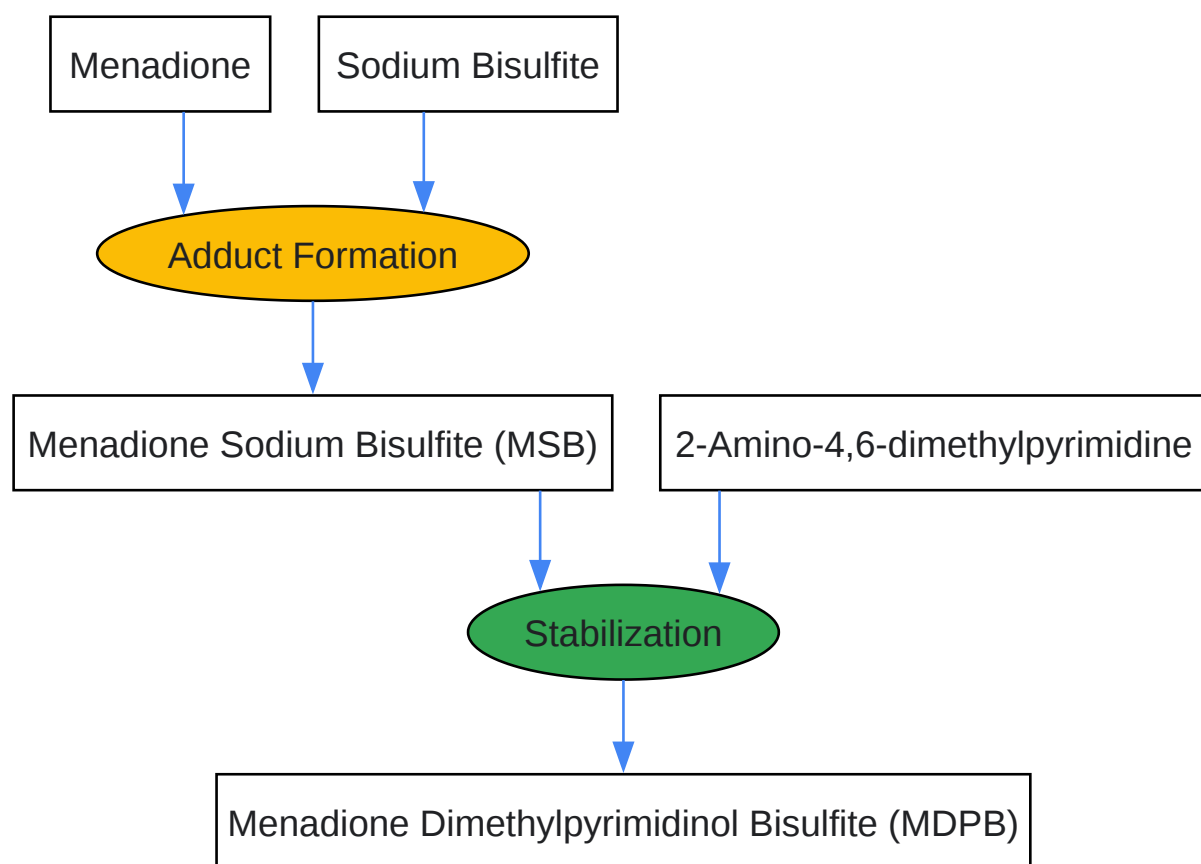 Menadione
Sodium Bisulfite
Adduct Formation
Menadione Sodium Bisulfite (MSB)
2-Amino-4,6-dimethylpyrimidine
Stabilization
Menadione Dimethylpyrimidinol Bisulfite (MDPB)